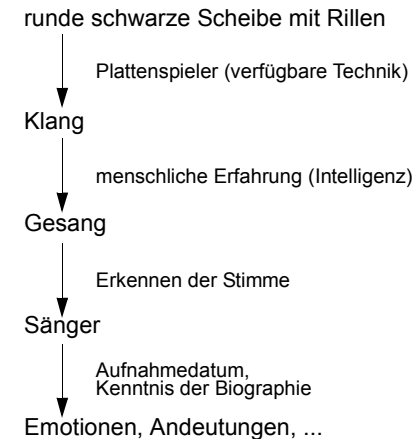 runde schwarze Scheibe mit Rillen
Plattenspieler (verfügbare Technik)
Klang
menschliche Erfahrung (Intelligenz)
Gesang
Erkennen der Stimme
Sänger
Aufnahmedatum,
Kenntnis der Biographie
Emotionen, Andeutungen, ...